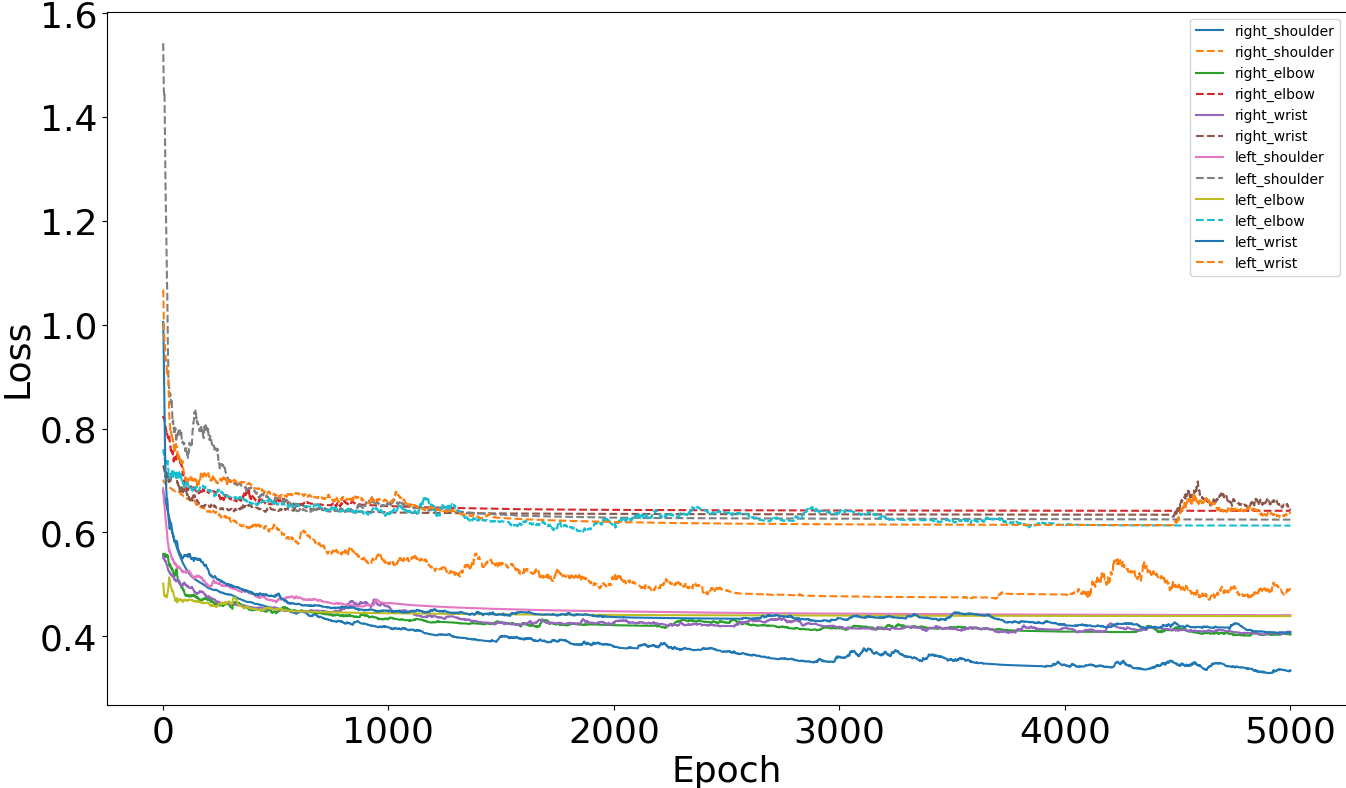 1.6
1.4
1.2
1.0
0.8
0.6
0.4
Loss
0
1000
2000
3000
4000
5000
Epoch
right_shoulder
right_shoulder
right_elbow
right_elbow
right_wrist
right_wrist
left_shoulder
left_shoulder
left_elbow
left_elbow
left_wrist
left_wrist